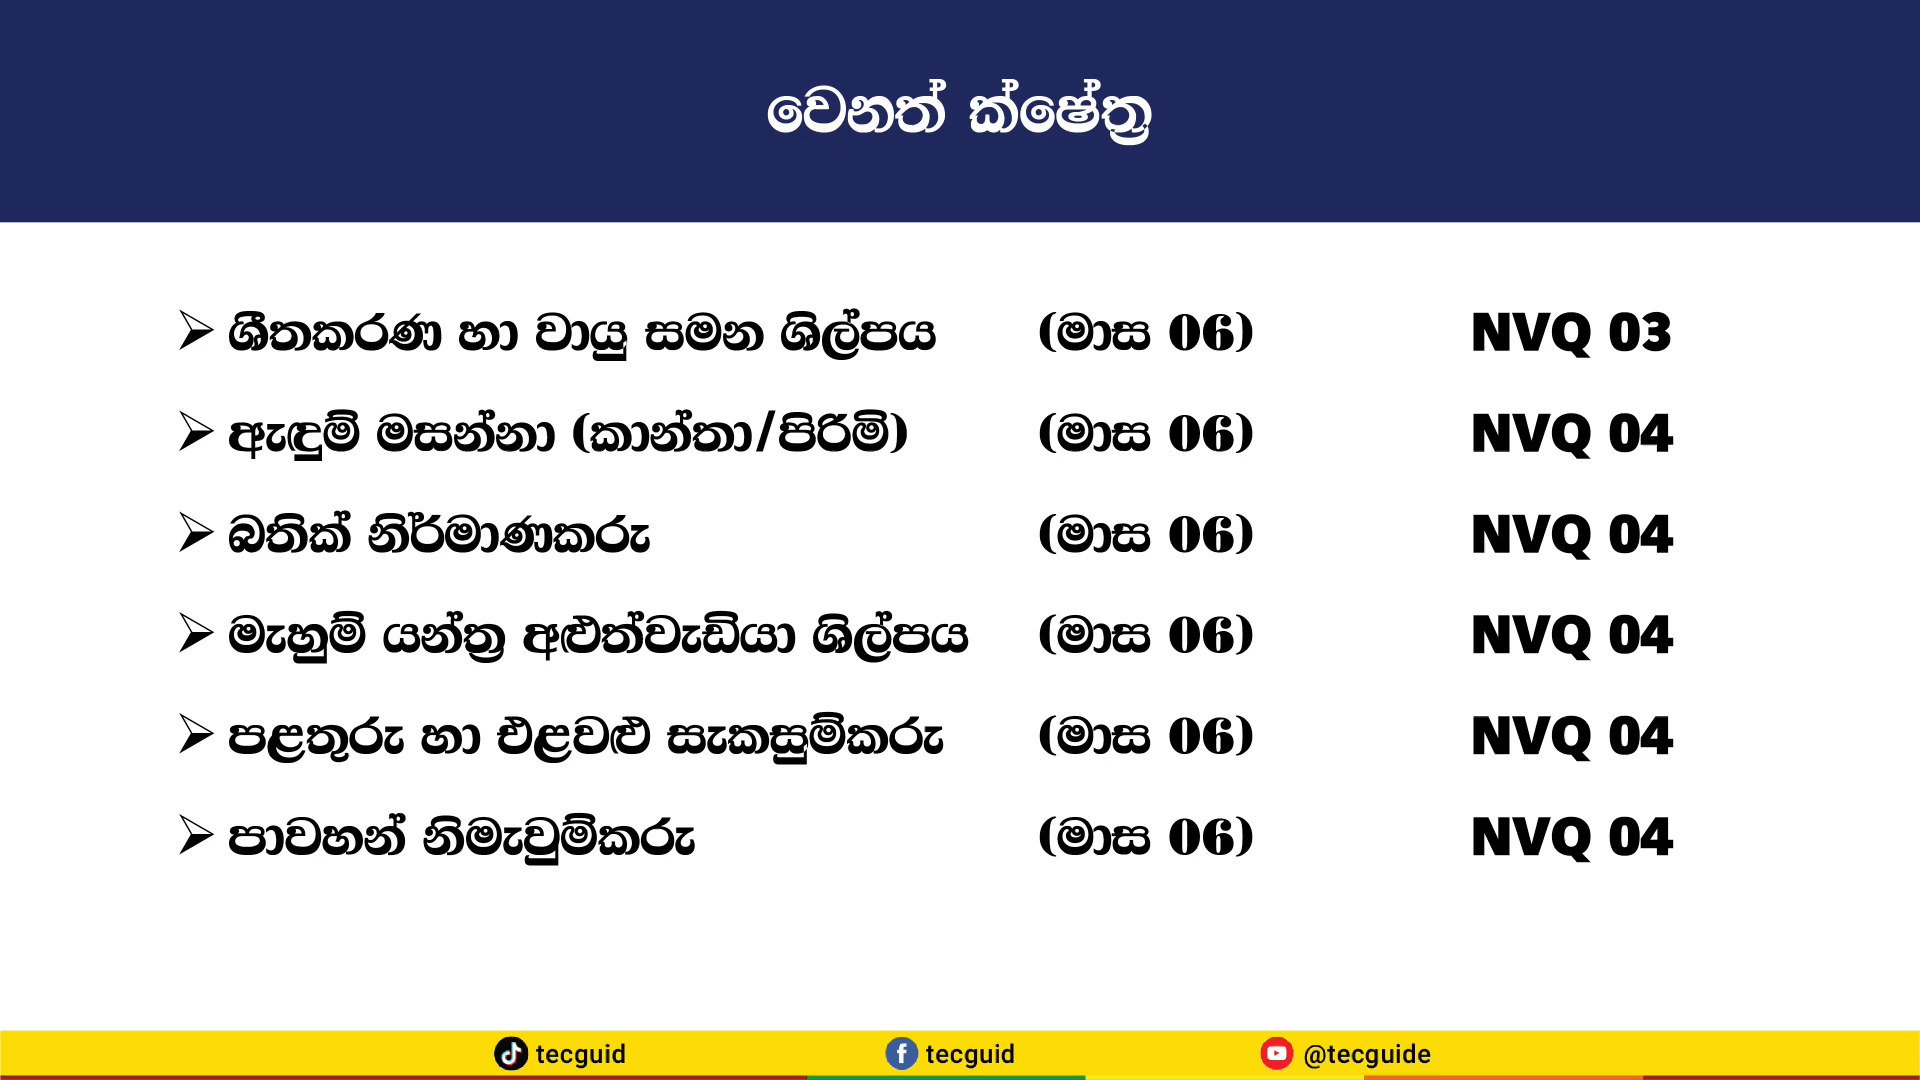 වෙනත් ක්ෂේත්‍ර
ශීතකරණ හා වායු සමන ශිල්පය (මාස 06) NVQ 03
ඇඳුම් මසන්නා (කාන්තා/පිරිමි) (මාස 06) NVQ 04
බතික් නිර්මාණකරු (මාස 06) NVQ 04
මැහුම් යන්ත්‍ර අළුත්වැඩියා ශිල්පය (මාස 06) NVQ 04
පළතුරු හා එළවළු සැකසුම්කරු (මාස 06) NVQ 04
පාවහන් නිමැවුම්කරු (මාස 06) NVQ 04
tecguid tecguid @tecguide